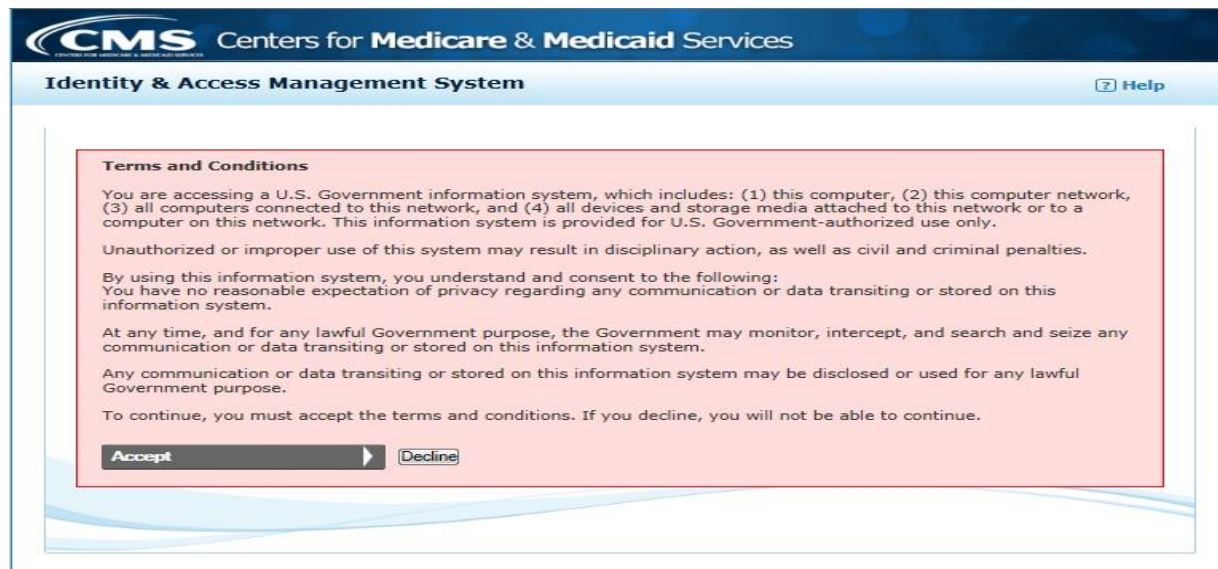 CMS Centers for Medicare & Medicaid Services
CENTERS FOR MEDICARE & MEDICAID SERVICES
Identity & Access Management System
? Help
Terms and Conditions
You are accessing a U.S. Government information system, which includes: (1) this computer, (2) this computer network,
(3) all computers connected to this network, and (4) all devices and storage media attached to this network or to a
computer on this network. This information system is provided for U.S. Government-authorized use only.
Unauthorized or improper use of this system may result in disciplinary action, as well as civil and criminal penalties.
By using this information system, you understand and consent to the following:
You have no reasonable expectation of privacy regarding any communication or data transiting or stored on this
information system.
At any time, and for any lawful Government purpose, the Government may monitor, intercept, and search and seize any
communication or data transiting or stored on this information system.
Any communication or data transiting or stored on this information system may be disclosed or used for any lawful
Government purpose.
To continue, you must accept the terms and conditions. If you decline, you will not be able to continue.
Accept Decline